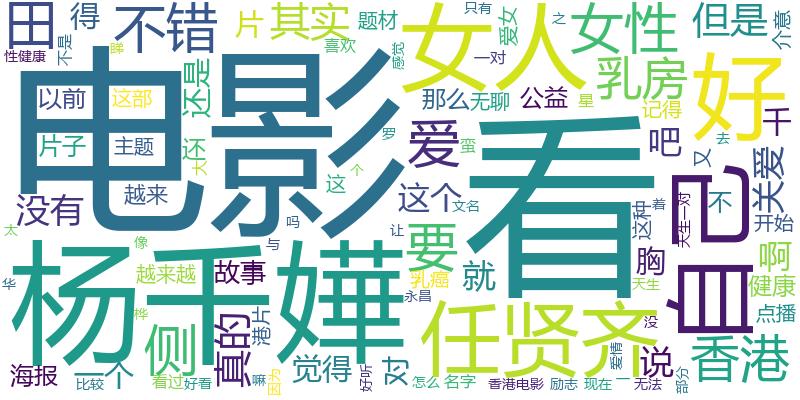 田
得
不错
片
其实
题材
只有
之
但是
介意
性健康
不是
睇
喜欢
感觉
一对
爱女
女人
女性
乳房
好
电影
看
以前
这部
还是
那么
无聊
公益
星
记得
千
片子
主题
还
太
罗
爱
蛮
吧
又
去
关爱
越来
这
个
这个
不
没有
吗
文名
这种
着
天生一对
开始
自己
太
像
与
让
要
就
胸
啊
杨千嬅
越来越
故事
乳癌
天生
健康
华
桦
侧
真的
港片
永昌
任贤齐
没
点播
说
香港
海报
一个
比较
看过
好看
嘛
因为
觉得
好听
对
怎么
名字
香港电影
励志
现在
一
爱情
无法
部分